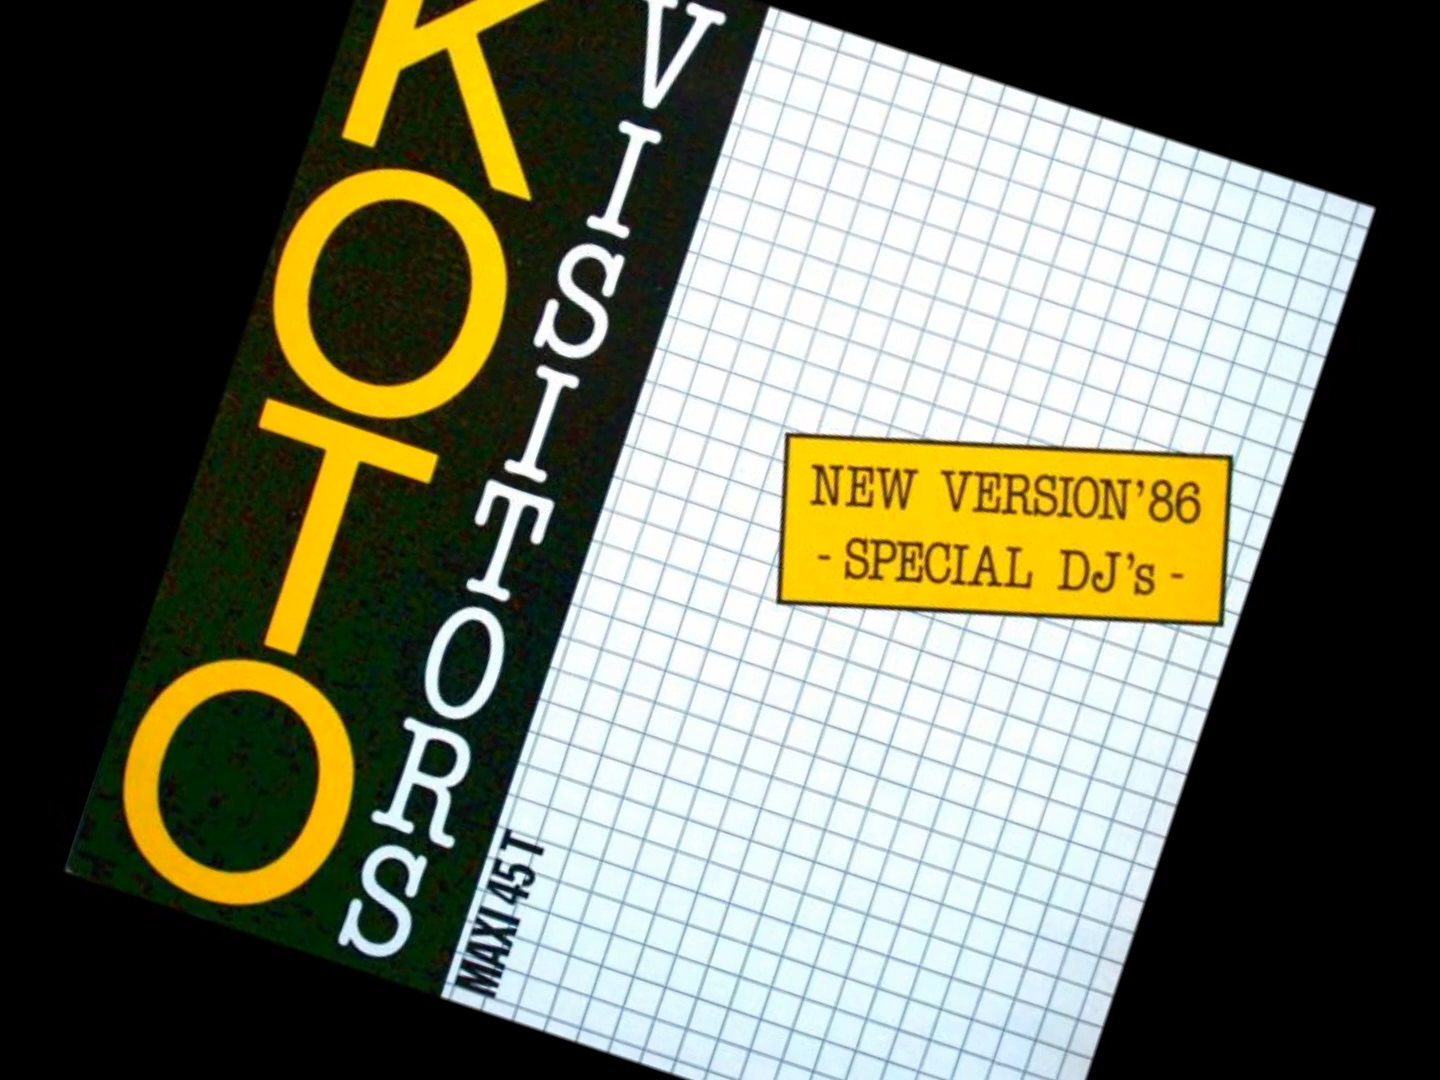 KOTO
VISITORS
NEW VERSION'86
- SPECIAL DJ's -
MAXI 45 T